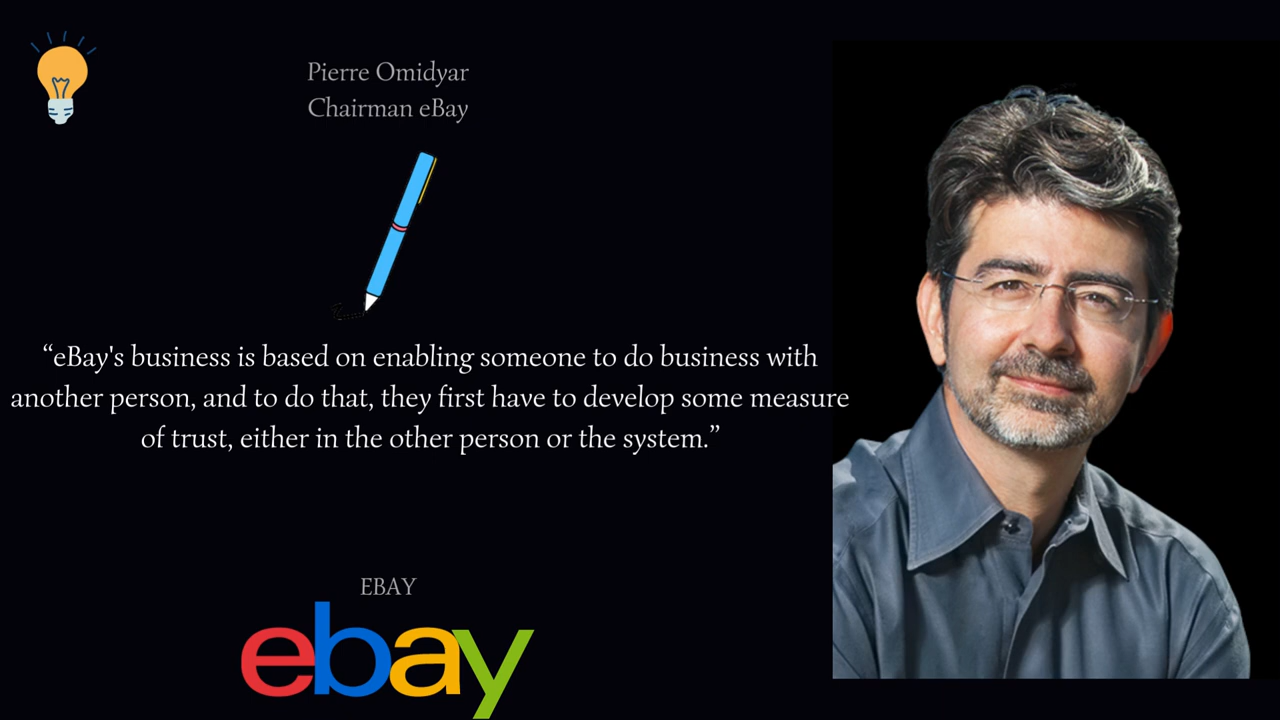 Pierre Omidyar
Chairman eBay
“eBay's business is based on enabling someone to do business with
another person, and to do that, they first have to develop some measure
of trust, either in the other person or the system.”
EBAY
ebay